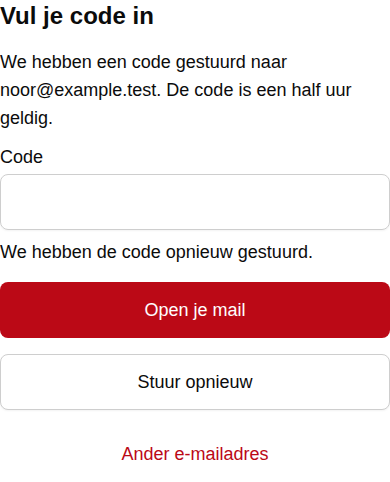 Vul je code in
We hebben een code gestuurd naar
noor@example.test. De code is een half uur
geldig.
Code
We hebben de code opnieuw gestuurd.
Open je mail
Stuur opnieuw
Ander e-mailadres